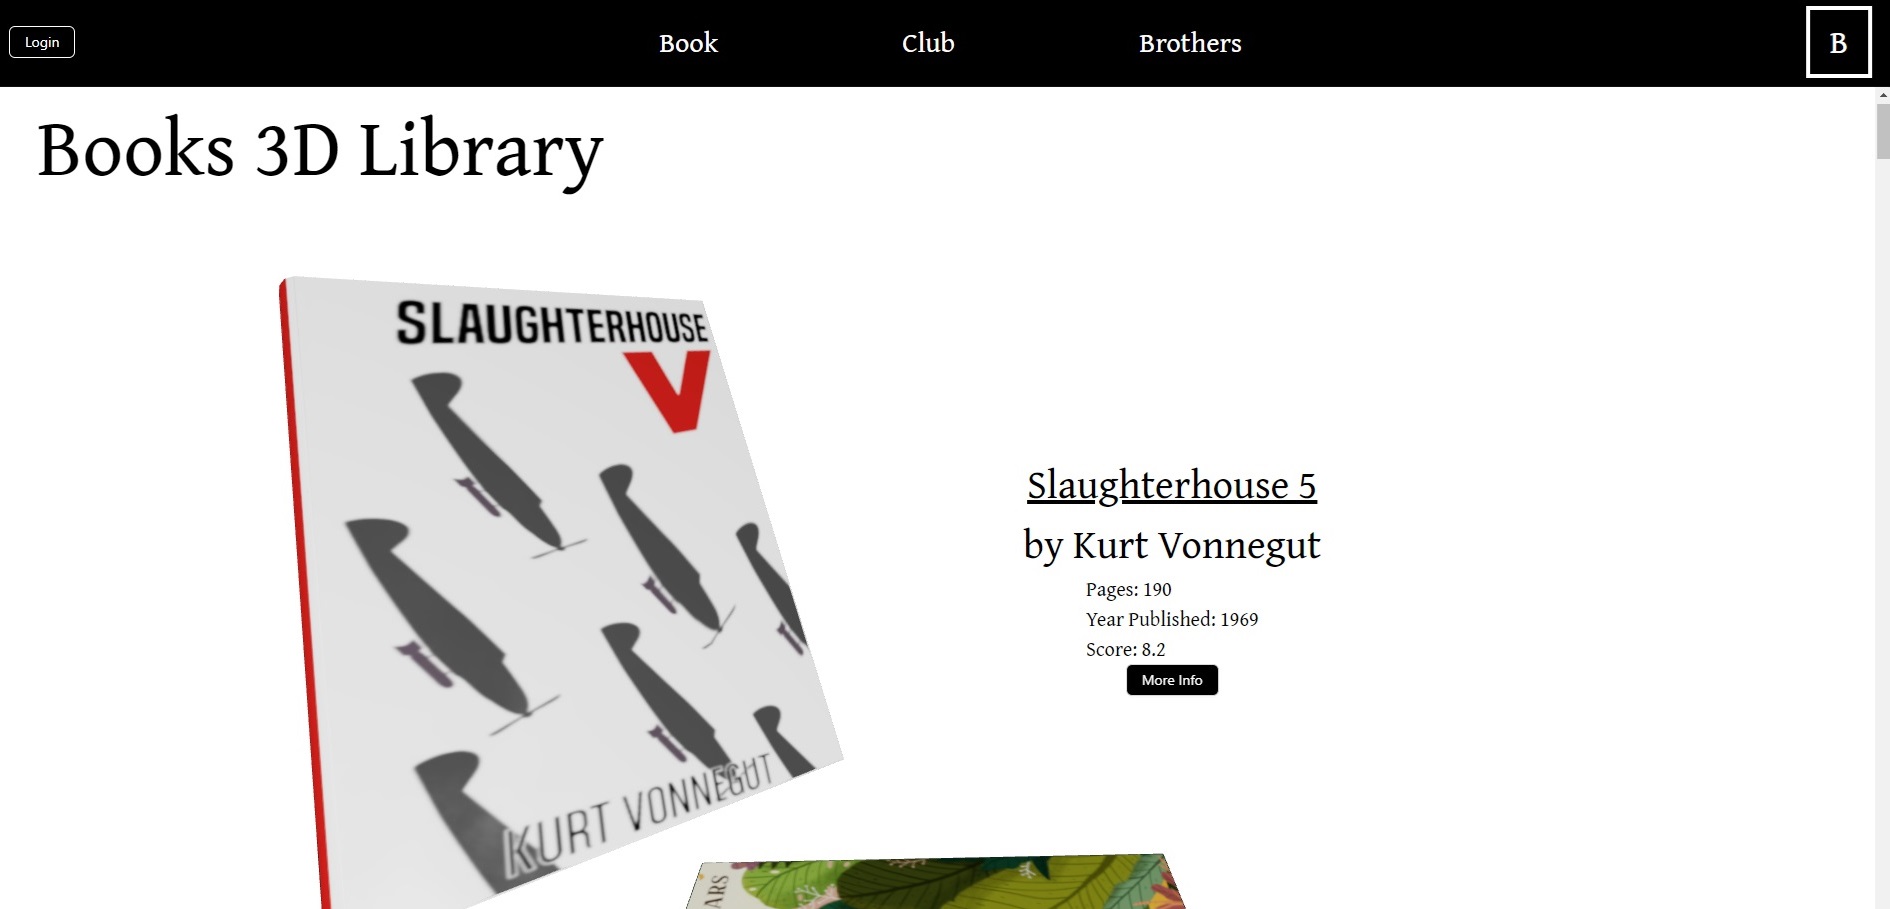 Login
Book
Club
Brothers
B
Books 3D Library
SLAUGHTERHOUSE
V
KURT VONNEGUT
Slaughterhouse 5
by Kurt Vonnegut
Pages: 190
Year Published: 1969
Score: 8.2
More Info
ARS